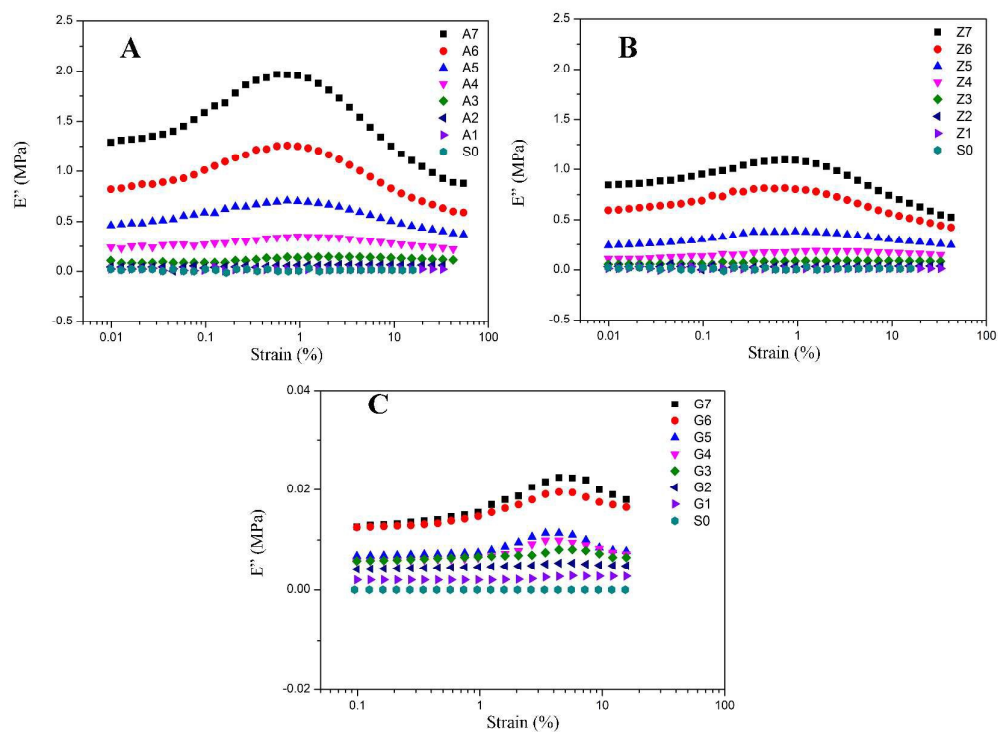 A
2.5
2.0
1.5
1.0
0.5
0.0
-0.5
E’’ (MPa)
0.01
0.1
1
10
100
Strain (%)
A7
A6
A5
A4
A3
A2
A1
S0
B
2.5
2.0
1.5
1.0
0.5
0.0
-0.5
E’’ (MPa)
0.01
0.1
1
10
100
Strain (%)
Z7
Z6
Z5
Z4
Z3
Z2
Z1
S0
C
0.04
0.02
0.00
-0.02
E’’ (MPa)
0.1
1
10
100
Strain (%)
G7
G6
G5
G4
G3
G2
G1
S0